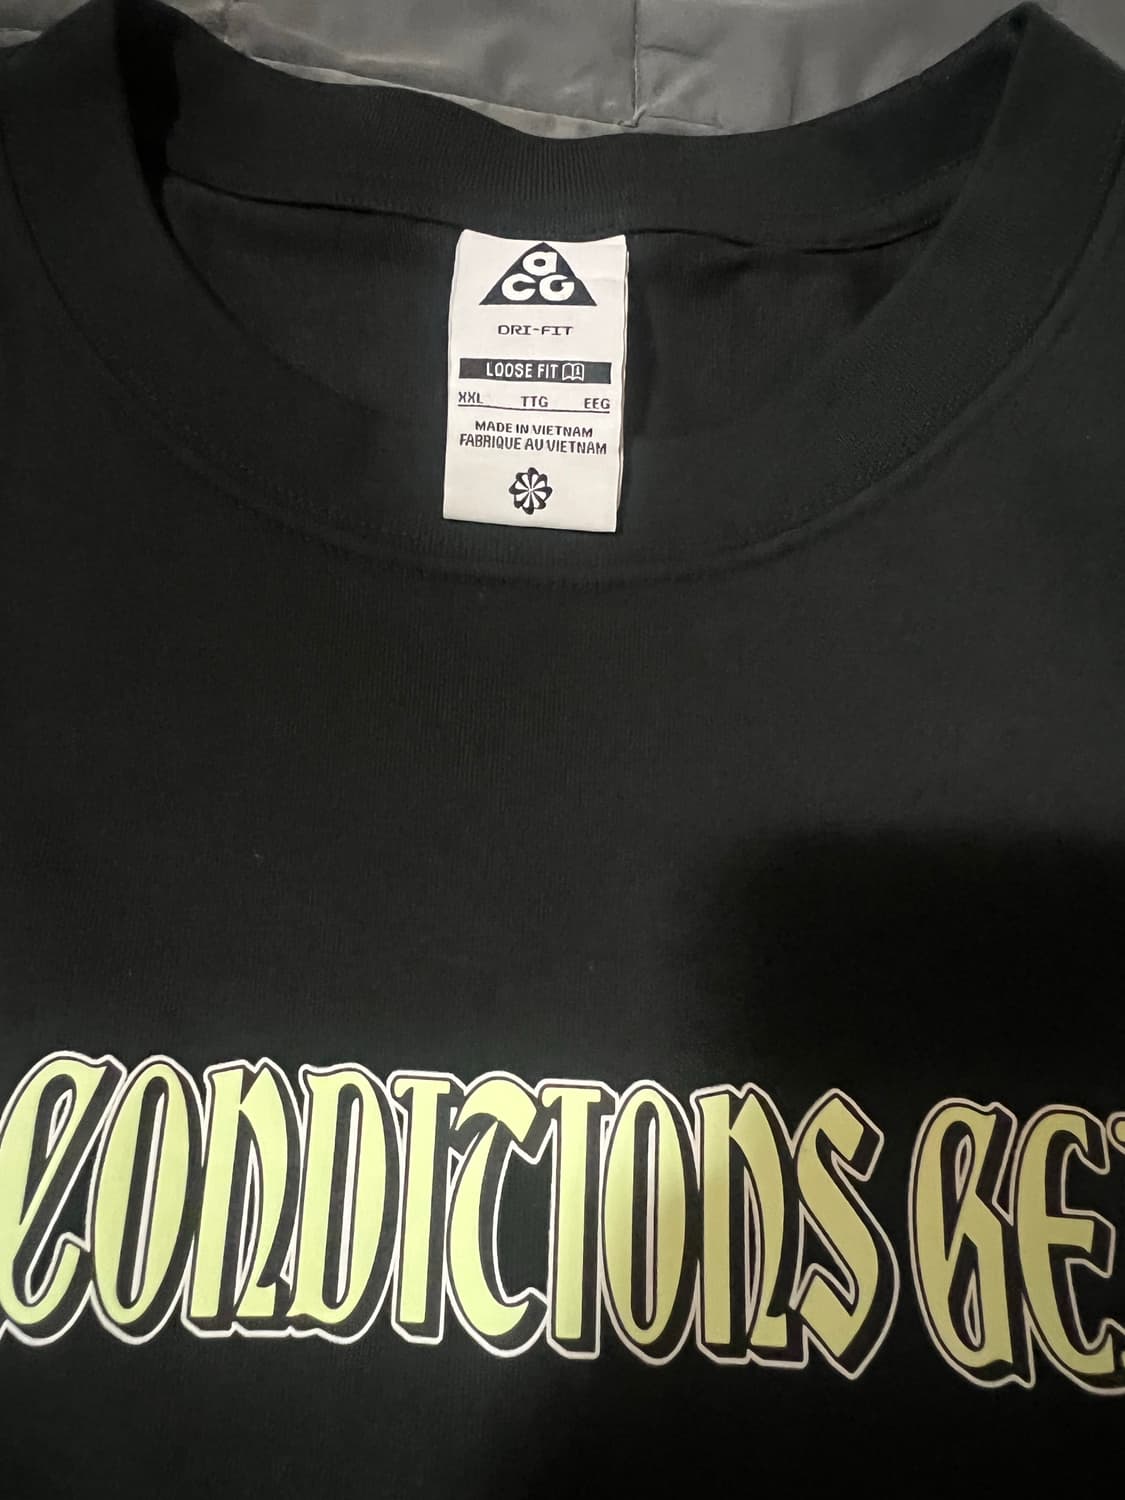 aCG
DRI-FIT
LOOSE FIT
XXL TTG EEG
MADE IN VIETNAM
FABRIQUE AU VIETNAM
CONDITIONS